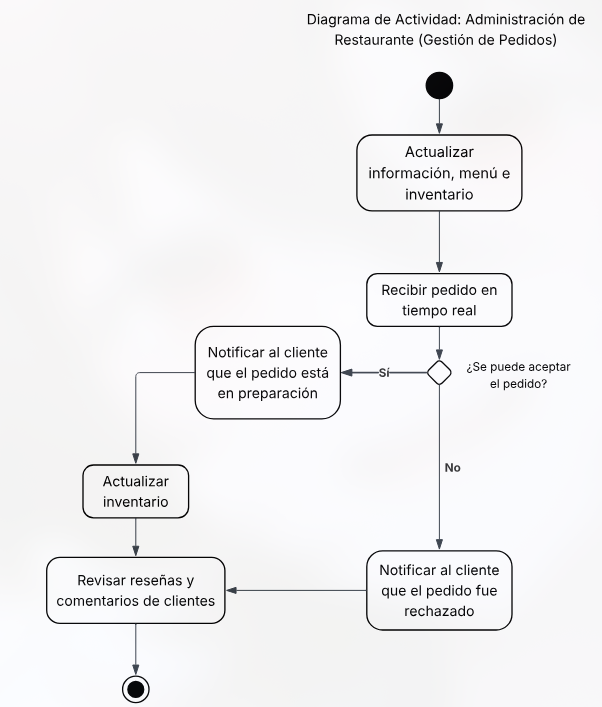 Diagrama de Actividad: Administración de
Restaurante (Gestión de Pedidos)
Actualizar
información, menú e
inventario
Recibir pedido en
tiempo real
¿Se puede aceptar
el pedido?
Sí
Notificar al cliente
que el pedido está
en preparación
No
Actualizar
inventario
Notificar al cliente
que el pedido fue
rechazado
Revisar reseñas y
comentarios de clientes